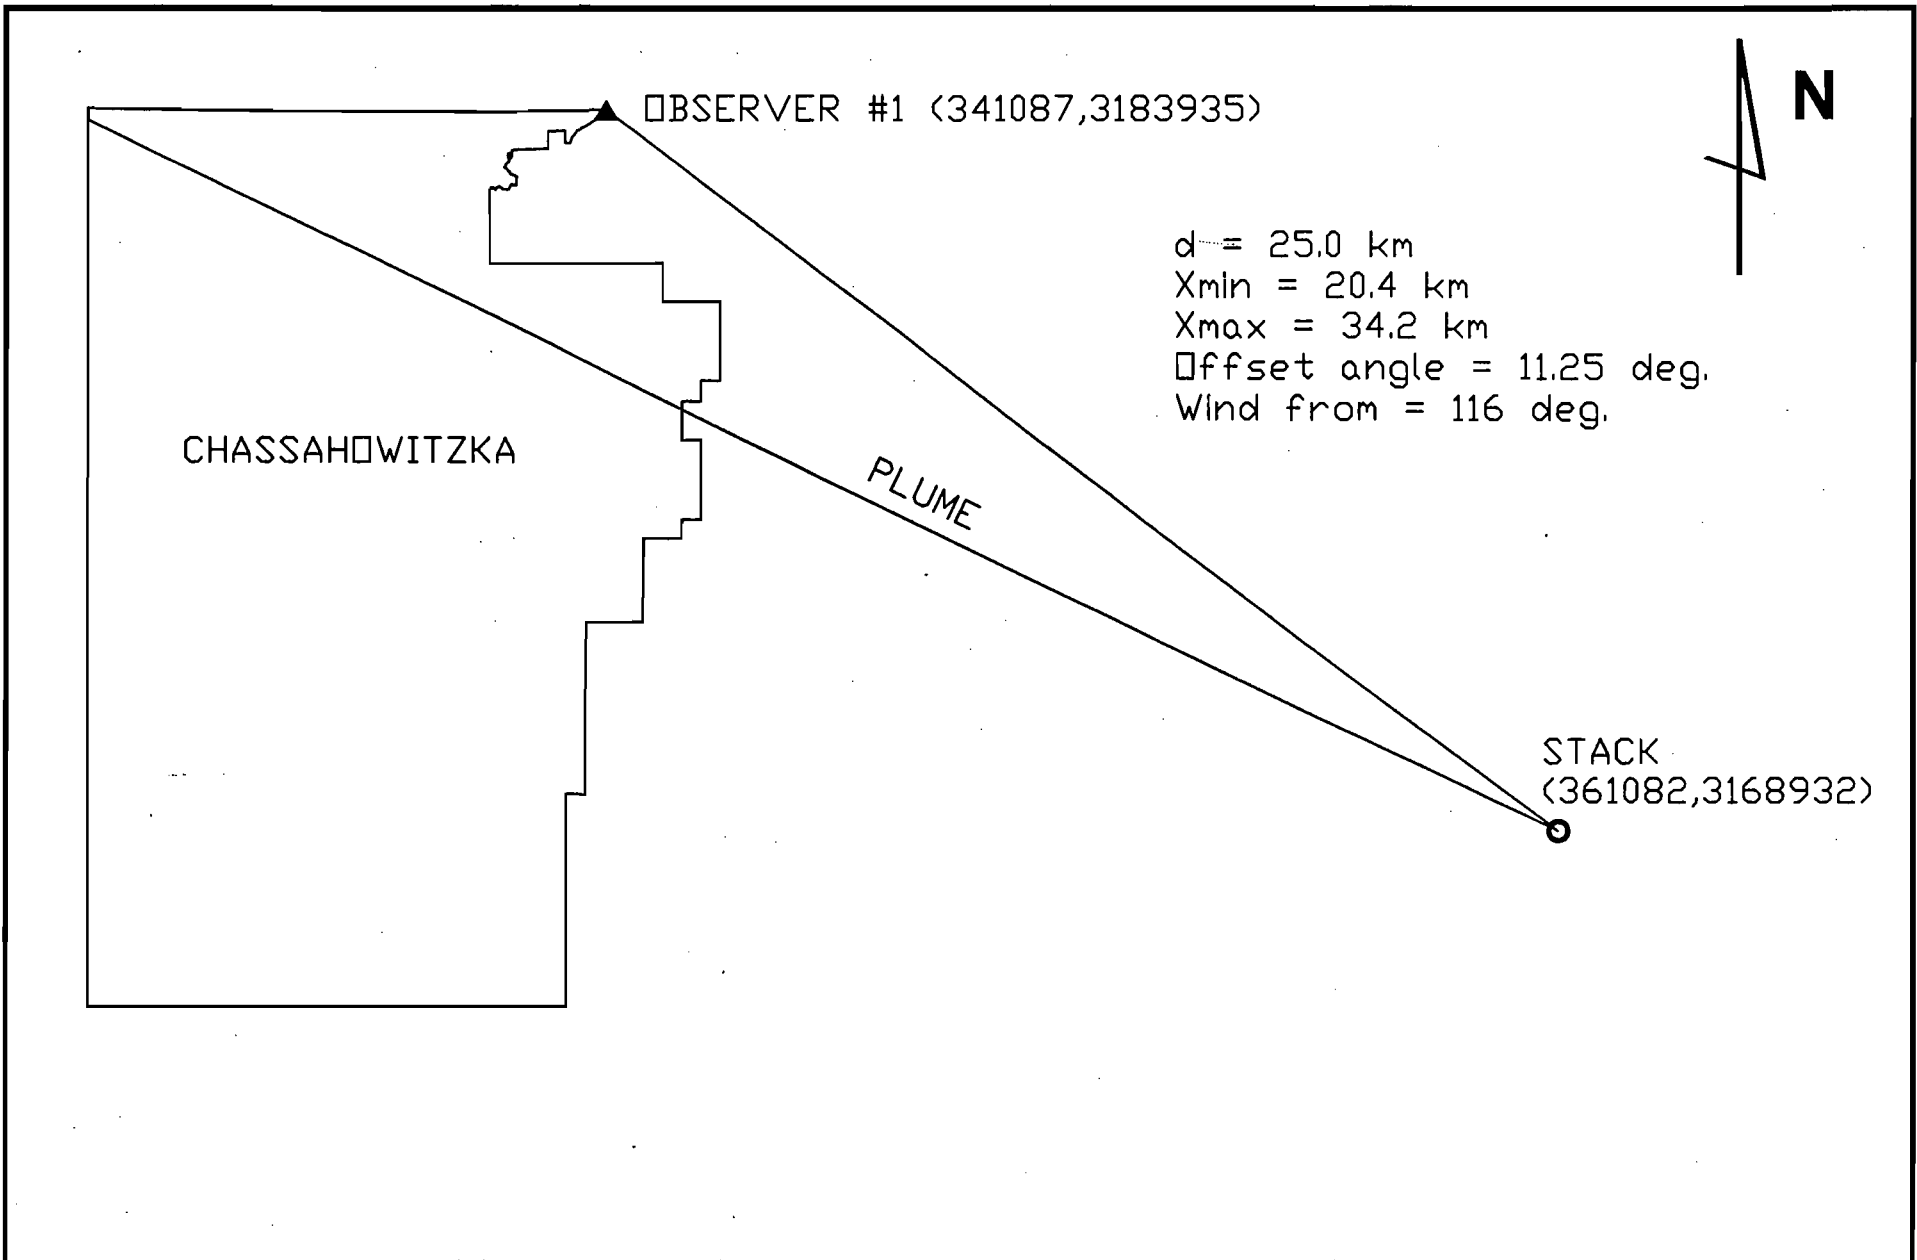 OBSERVER #1 (341087,3183935)
N
d = 25.0 km
Xmin = 20.4 km
Xmax = 34.2 km
Offset angle = 11.25 deg.
Wind from = 116 deg.
CHASSAHOWITZKA
PLUME
STACK
(361082,3168932)